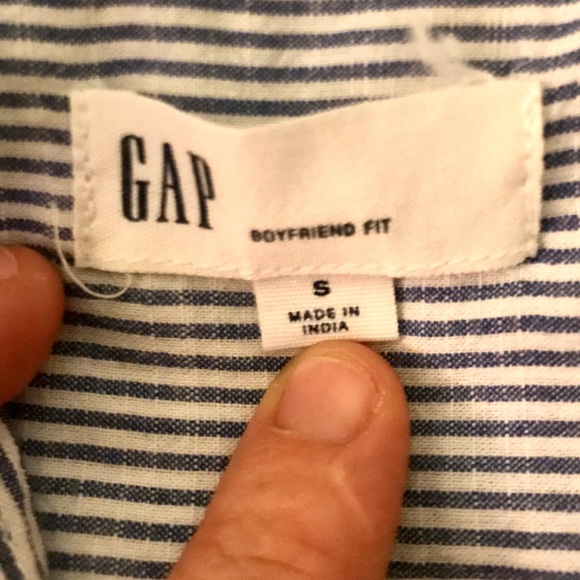 GAP
BOYFRIEND FIT
S
MADE IN
INDIA